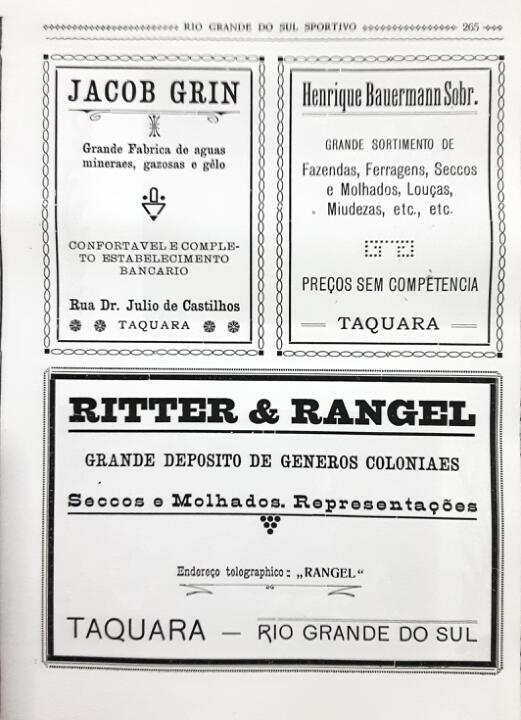 RIO GRANDE DO SUL SPORTIVO 265
JACOB GRIN
Grande Fabrica de aguas
mineraes, gazosas e gêlo
CONFORTAVEL E COMPLE-
TO ESTABELECIMENTO
BANCARIO
Rua Dr. Julio de Castilhos
TAQUARA
Henrique Bauermann Sobr.
GRANDE SORTIMENTO DE
Fazendas, Ferragens, Seccos
e Molhados, Louças,
Miudezas, etc., etc.
PREÇOS SEM COMPETENCIA
TAQUARA
RITTER & RANGEL
GRANDE DEPOSITO DE GENEROS COLONIAES
Seccos e Molhados. Representações
Endereço telographico: „RANGEL“
TAQUARA — RIO GRANDE DO SUL